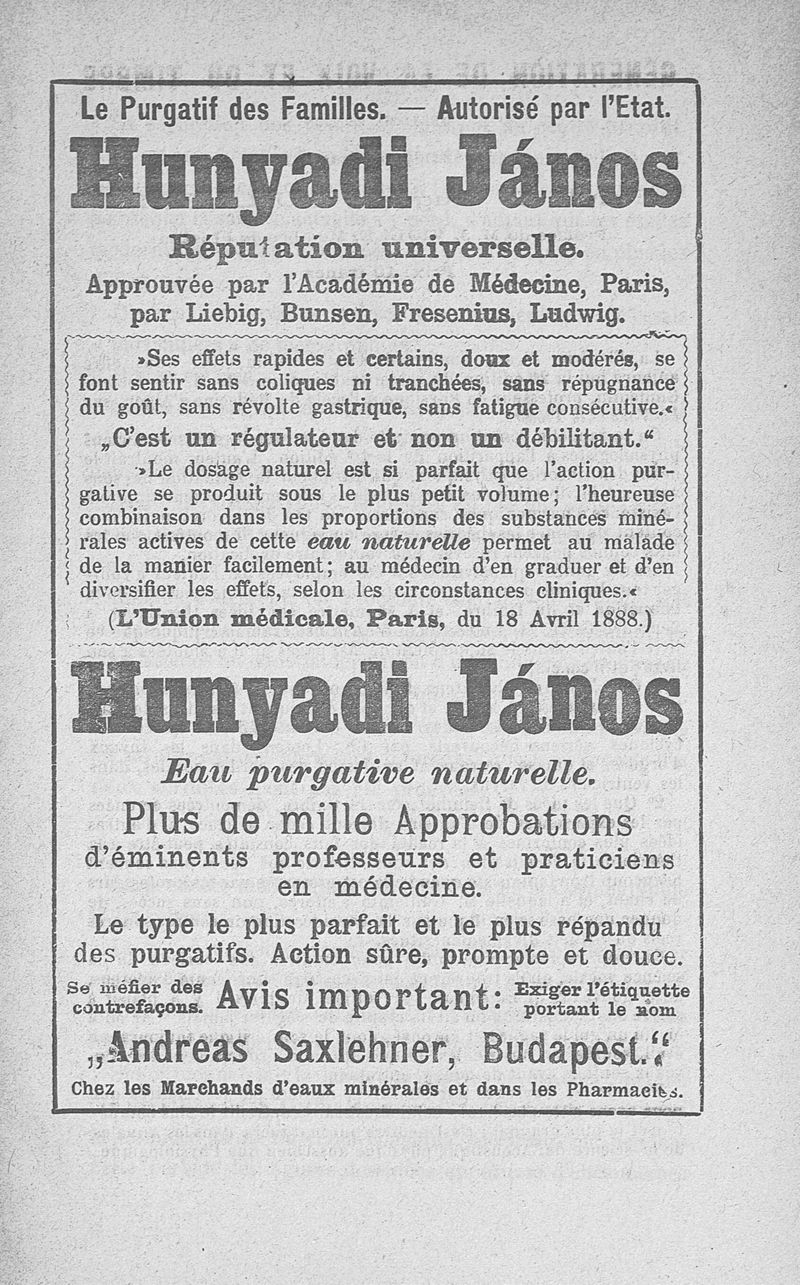 Le Purgatif des Familles. — Autorisé par l'Etat.
Hunyadi János
Réputation universelle.
Approuvée par l'Académie de Médecine, Paris,
par Liebig, Bunsen, Fresenius, Ludwig.
»Ses effets rapides et certains, doux et modérés, se
font sentir sans coliques ni tranchées, sans répugnance
du goût, sans révolte gastrique, sans fatigue consécutive.«
„C'est un régulateur et non un débilitant.“
»Le dosage naturel est si parfait que l'action pur-
gative se produit sous le plus petit volume; l'heureuse
combinaison dans les proportions des substances miné-
rales actives de cette eau naturelle permet au malade
de la manier facilement; au médecin d'en graduer et d'en
diversifier les effets, selon les circonstances cliniques.«
(L'Union médicale, Paris, du 18 Avril 1888.)
Hunyadi János
Eau purgative naturelle.
Plus de mille Approbations
d'éminents professeurs et praticiens
en médecine.
Le type le plus parfait et le plus répandu
des purgatifs. Action sûre, prompte et douce.
Se méfier des contrefaçons. Avis important: Exiger l'étiquette portant le nom
„Andreas Saxlehner, Budapest.“
Chez les Marchands d'eaux minérales et dans les Pharmacies.